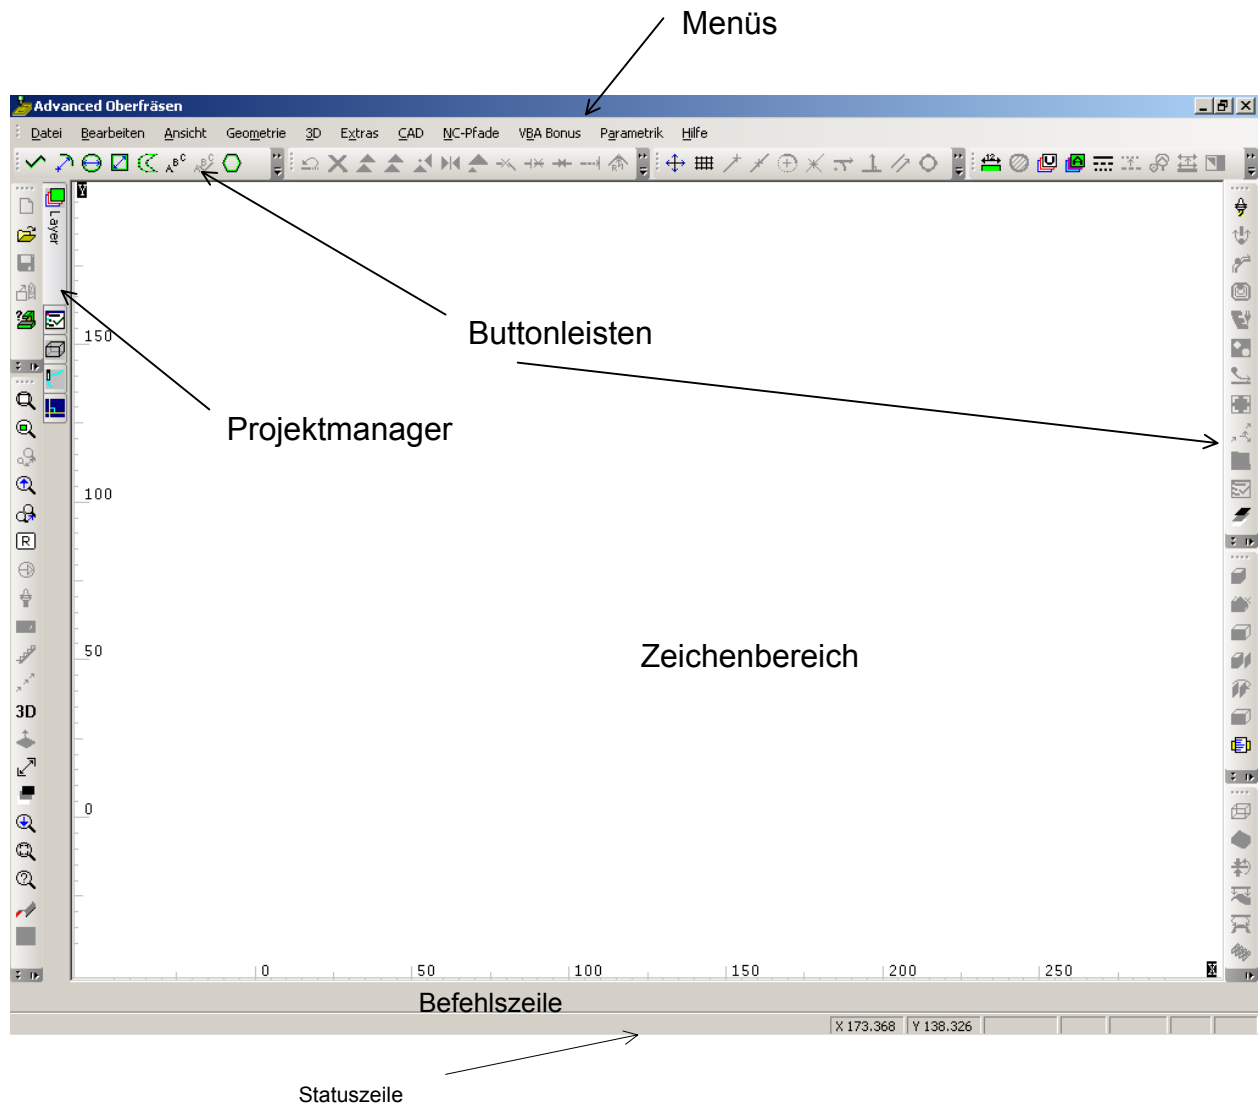 Menüs
Advanced Oberfräsen
Datei Bearbeiten Ansicht Geometrie 3D Extras CAD NC-Pfade VBA Bonus Parametrik Hilfe
Layer
Y
150
Buttonleisten
Projektmanager
100
R
Zeichenbereich
50
3D
0
0 50 100 150 200 250 X
Befehlszeile
X 173.368 Y 138.326
Statuszeile